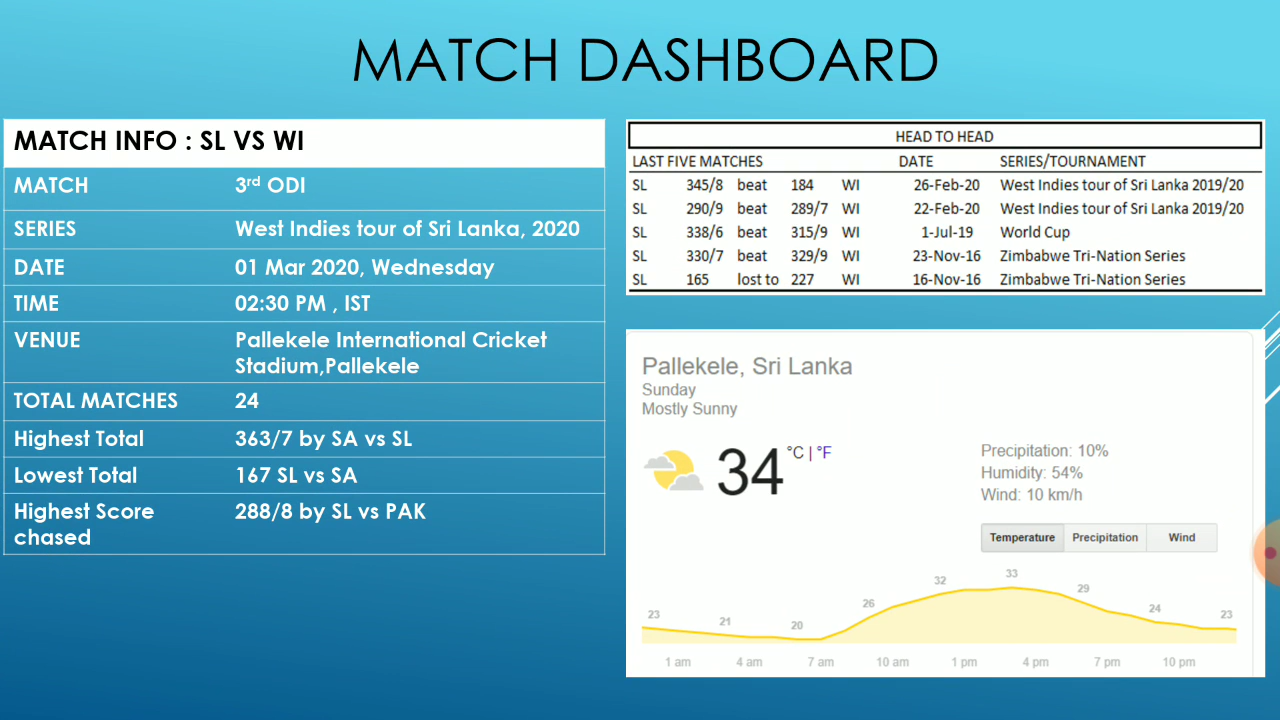 MATCH DASHBOARD
MATCH INFO : SL VS WI
MATCH 3rd ODI
SERIES West Indies tour of Sri Lanka, 2020
DATE 01 Mar 2020, Wednesday
TIME 02:30 PM , IST
VENUE Pallekele International Cricket
Stadium,Pallekele
TOTAL MATCHES 24
Highest Total 363/7 by SA vs SL
Lowest Total 167 SL vs SA
Highest Score 288/8 by SL vs PAK
chased
HEAD TO HEAD
LAST FIVE MATCHES DATE SERIES/TOURNAMENT
SL 345/8 beat 184 WI 26-Feb-20 West Indies tour of Sri Lanka 2019/20
SL 290/9 beat 289/7 WI 22-Feb-20 West Indies tour of Sri Lanka 2019/20
SL 338/6 beat 315/9 WI 1-Jul-19 World Cup
SL 330/7 beat 329/9 WI 23-Nov-16 Zimbabwe Tri-Nation Series
SL 165 lost to 227 WI 16-Nov-16 Zimbabwe Tri-Nation Series
Pallekele, Sri Lanka
Sunday
Mostly Sunny
34 °C | °F
Precipitation: 10%
Humidity: 54%
Wind: 10 km/h
Temperature Precipitation Wind
23 21 20 26 32 33 29 24 23
1 am 4 am 7 am 10 am 1 pm 4 pm 7 pm 10 pm